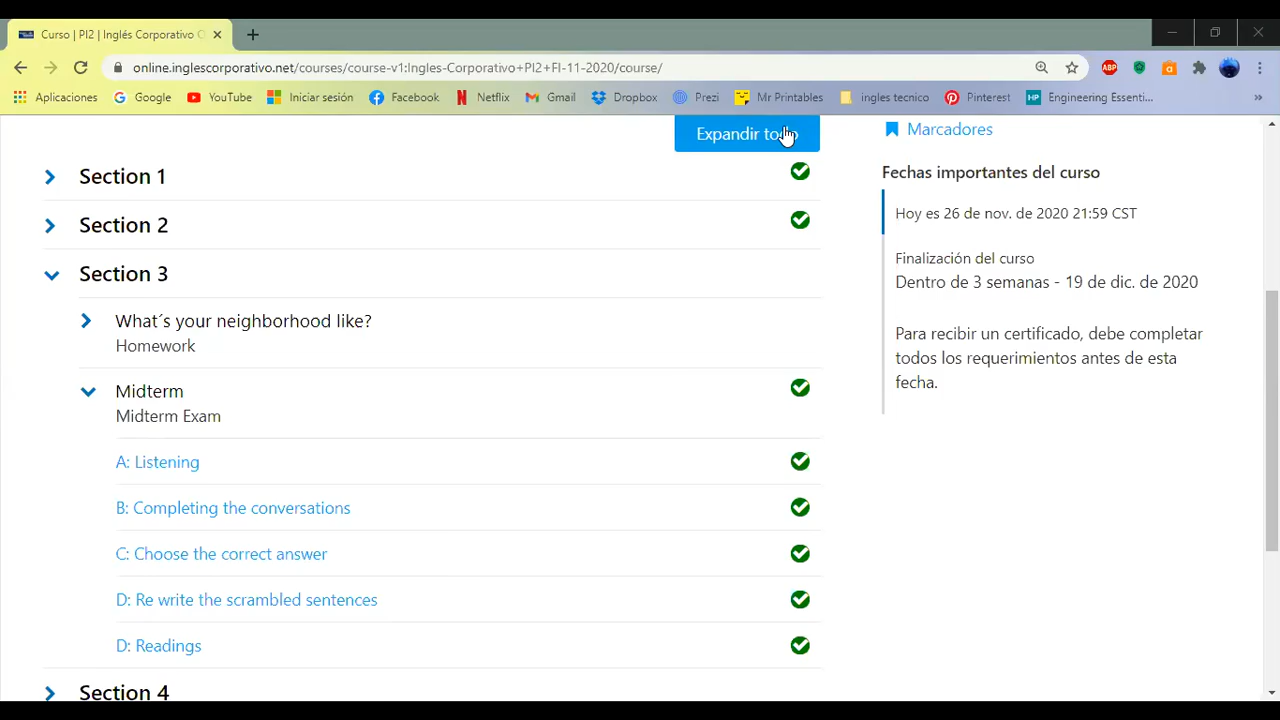 Curso | PI2 | Inglés Corporativo
online.inglescorporativo.net/courses/course-v1:Ingles-Corporativo+PI2+FI-11-2020/course/
ABP
Aplicaciones
Google
YouTube
Iniciar sesión
Facebook
Netflix
Gmail
Dropbox
Prezi
Mr Printables
ingles tecnico
Pinterest
HP
Engineering Essenti...
Expandir todo
Marcadores
Fechas importantes del curso
Section 1
Hoy es 26 de nov. de 2020 21:59 CST
Section 2
Finalización del curso
Dentro de 3 semanas - 19 de dic. de 2020
Section 3
Para recibir un certificado, debe completar
todos los requerimientos antes de esta
fecha.
What´s your neighborhood like?
Homework
Midterm
Midterm Exam
A: Listening
B: Completing the conversations
C: Choose the correct answer
D: Re write the scrambled sentences
D: Readings
Section 4